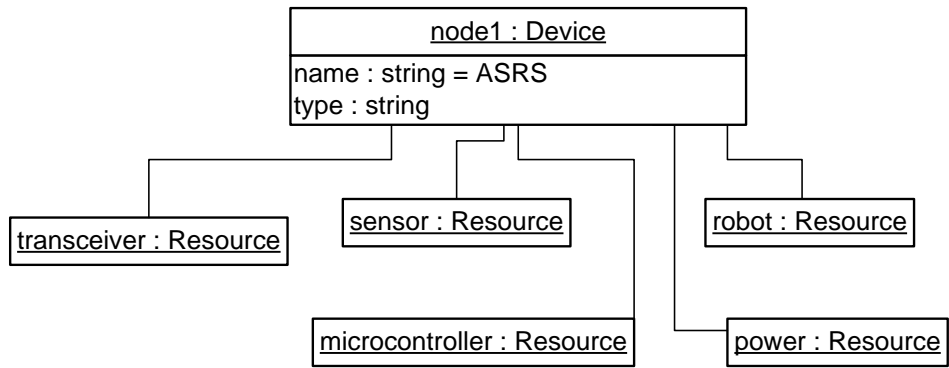 node1 : Device
name : string = ASRS
type : string
transceiver : Resource
sensor : Resource
robot : Resource
microcontroller : Resource
power : Resource